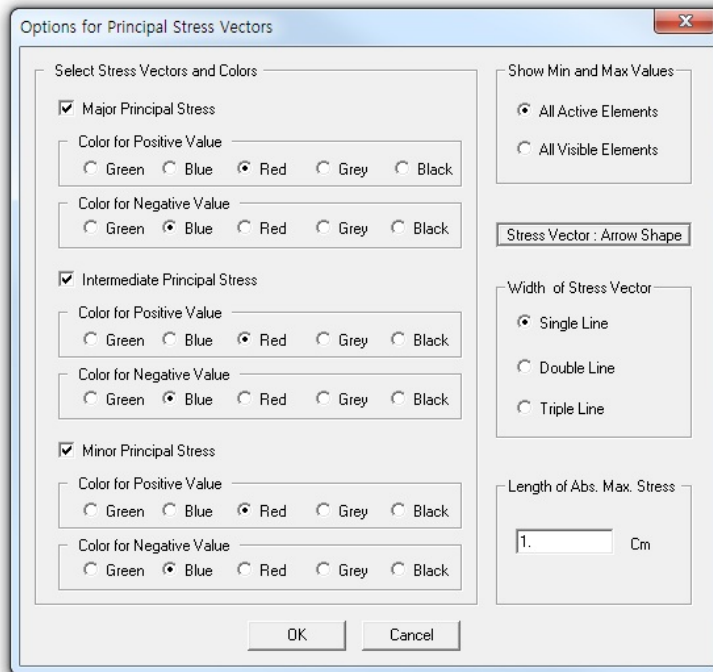 Options for Principal Stress Vectors
Select Stress Vectors and Colors
Major Principal Stress
Color for Positive Value
Green Blue Red Grey Black
Color for Negative Value
Green Blue Red Grey Black
Intermediate Principal Stress
Color for Positive Value
Green Blue Red Grey Black
Color for Negative Value
Green Blue Red Grey Black
Minor Principal Stress
Color for Positive Value
Green Blue Red Grey Black
Color for Negative Value
Green Blue Red Grey Black
Show Min and Max Values
All Active Elements
All Visible Elements
Stress Vector : Arrow Shape
Width of Stress Vector
Single Line
Double Line
Triple Line
Length of Abs. Max. Stress
1. Cm
OK Cancel